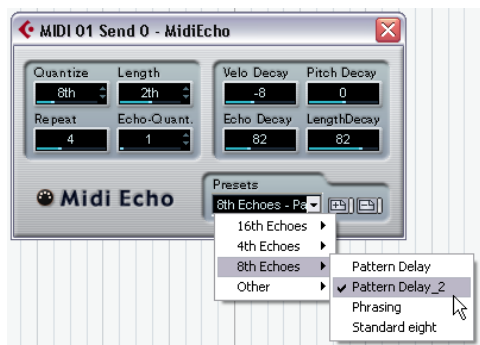 MIDI 01 Send 0 - MidiEcho
Quantize Length Velo Decay Pitch Decay
8th 2th -8 0
Repeat Echo-Quant. Echo Decay LengthDecay
4 1 82 82
Midi Echo
Presets
8th Echoes - Pa
16th Echoes
4th Echoes
8th Echoes Pattern Delay
Other Pattern Delay_2
Phrasing
Standard eight